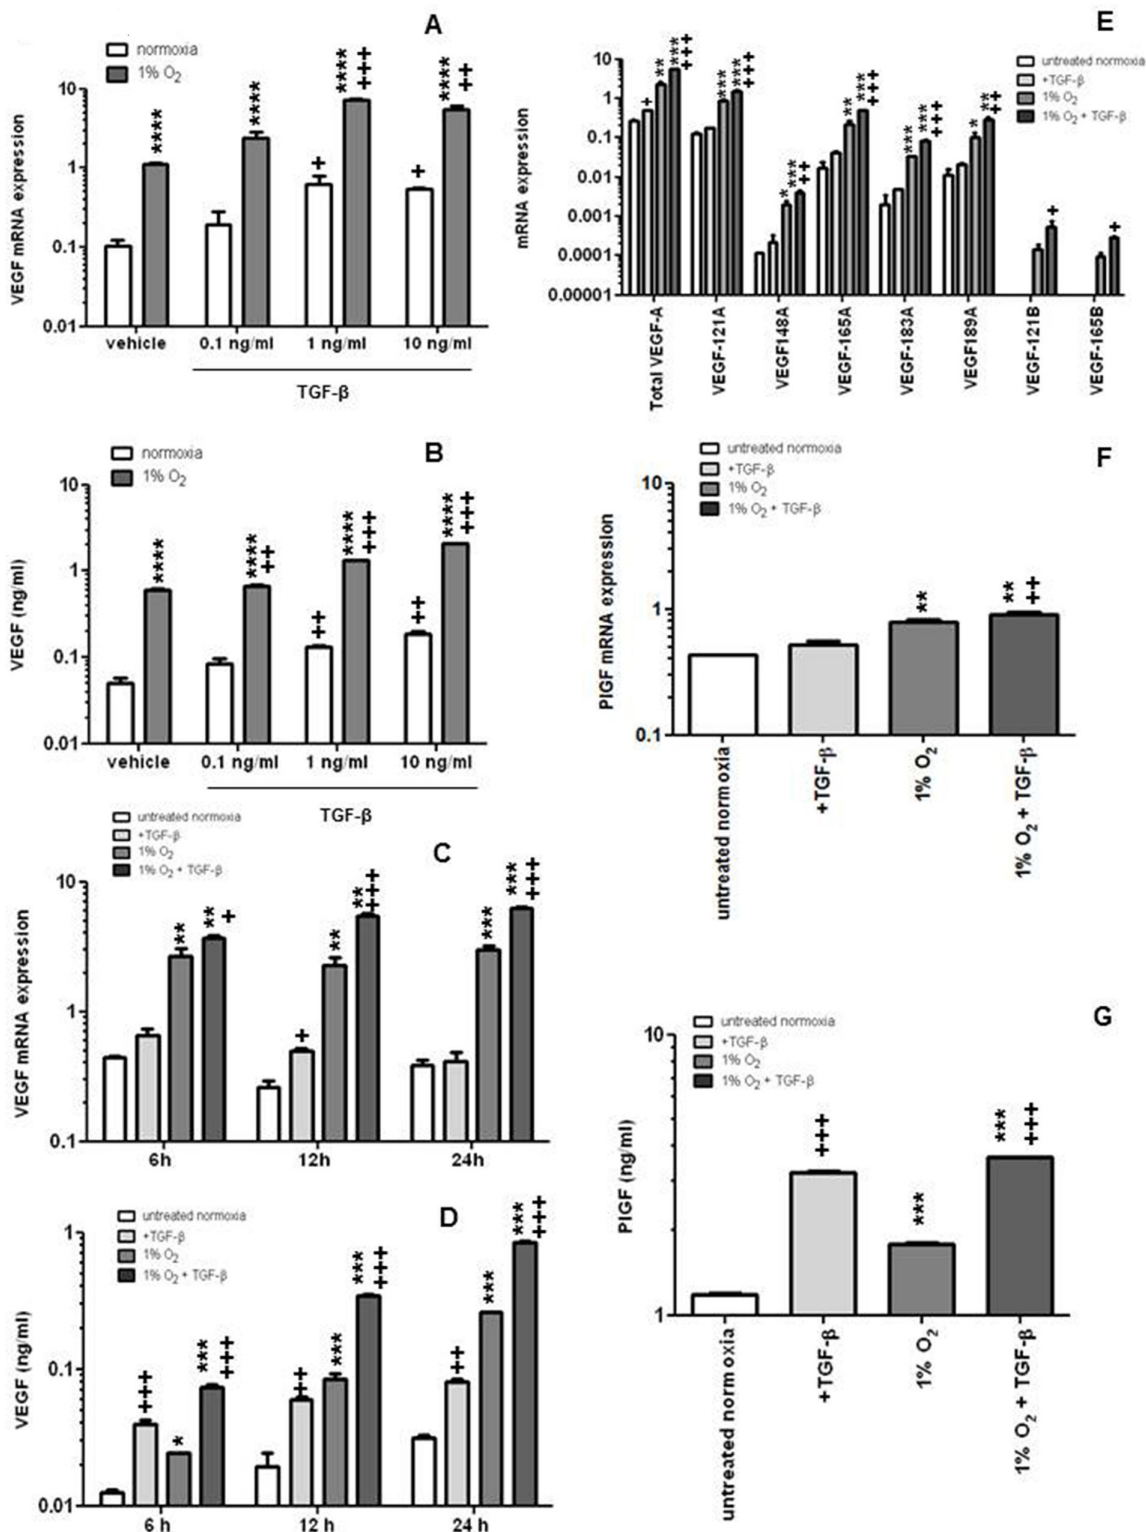 A
normoxia
1% O2
VEGF mRNA expression
10
1
0.1
0.01
****
****
+
****
+++
+
****
++
vehicle
0.1 ng/ml
1 ng/ml
10 ng/ml
TGF-β
B
normoxia
1% O2
VEGF (ng/ml)
10
1
0.1
0.01
****
****
++
++
****
+++
++
****
+++
vehicle
0.1 ng/ml
1 ng/ml
10 ng/ml
TGF-β
C
untreated normoxia
+TGF-β
1% O2
1% O2 + TGF-β
VEGF mRNA expression
10
1
0.1
**
**
+
+
**
**
+++
***
***
+++
6h
12h
24h
D
untreated normoxia
+TGF-β
1% O2
1% O2 + TGF-β
VEGF (ng/ml)
1
0.1
0.01
+++
*
***
+++
++
***
***
+++
++
***
***
+++
6 h
12 h
24 h
E
untreated normoxia
+TGF-β
1% O2
1% O2 + TGF-β
mRNA expression
10
1
0.1
0.01
0.001
0.0001
0.00001
+
**
***
+++
***
***
+++
*
***
++
**
***
+++
***
***
+++
*
**
++
+
+
Total VEGF-A
VEGF-121A
VEGF148A
VEGF-165A
VEGF-183A
VEGF189A
VEGF-121B
VEGF-165B
F
untreated normoxia
+TGF-β
1% O2
1% O2 + TGF-β
PIGF mRNA expression
10
1
0.1
**
**
++
untreated normoxia
+TGF-β
1% O2
1% O2 + TGF-β
G
untreated normoxia
+TGF-β
1% O2
1% O2 + TGF-β
PIGF (ng/ml)
10
1
+++
***
***
+++
untreated normoxia
+TGF-β
1% O2
1% O2 + TGF-β